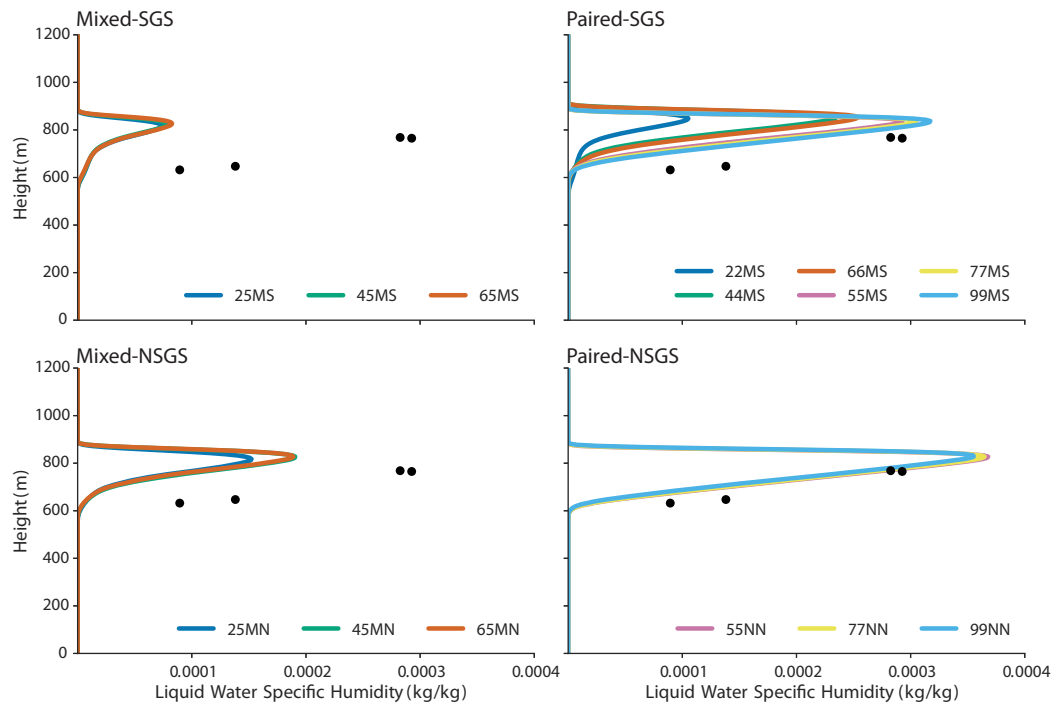 Mixed-SGS
Paired-SGS
1200
1000
800
600
400
200
0
Height (m)
25MS 45MS 65MS
22MS 66MS 77MS
44MS 55MS 99MS
Mixed-NSGS
Paired-NSGS
1200
1000
800
600
400
200
0
Height (m)
25MN 45MN 65MN
55NN 77NN 99NN
0.0001 0.0002 0.0003 0.0004
0.0001 0.0002 0.0003 0.0004
Liquid Water Specific Humidity (kg/kg)
Liquid Water Specific Humidity (kg/kg)